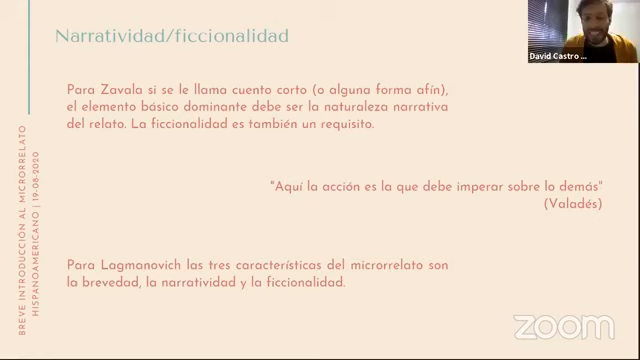 Narratividad/ficcionalidad
Para Zavala si se le llama cuento corto (o alguna forma afín),
el elemento básico dominante debe ser la naturaleza narrativa
del relato. La ficcionalidad es también un requisito.
"Aquí la acción es la que debe imperar sobre lo demás"
(Valadés)
Para Lagmanovich las tres características del microrrelato son
la brevedad, la narratividad y la ficcionalidad.
BREVE INTRODUCCIÓN AL MICRORRELATO
HISPANOAMERICANO | 19-08-2020
David Castro ...
zoom